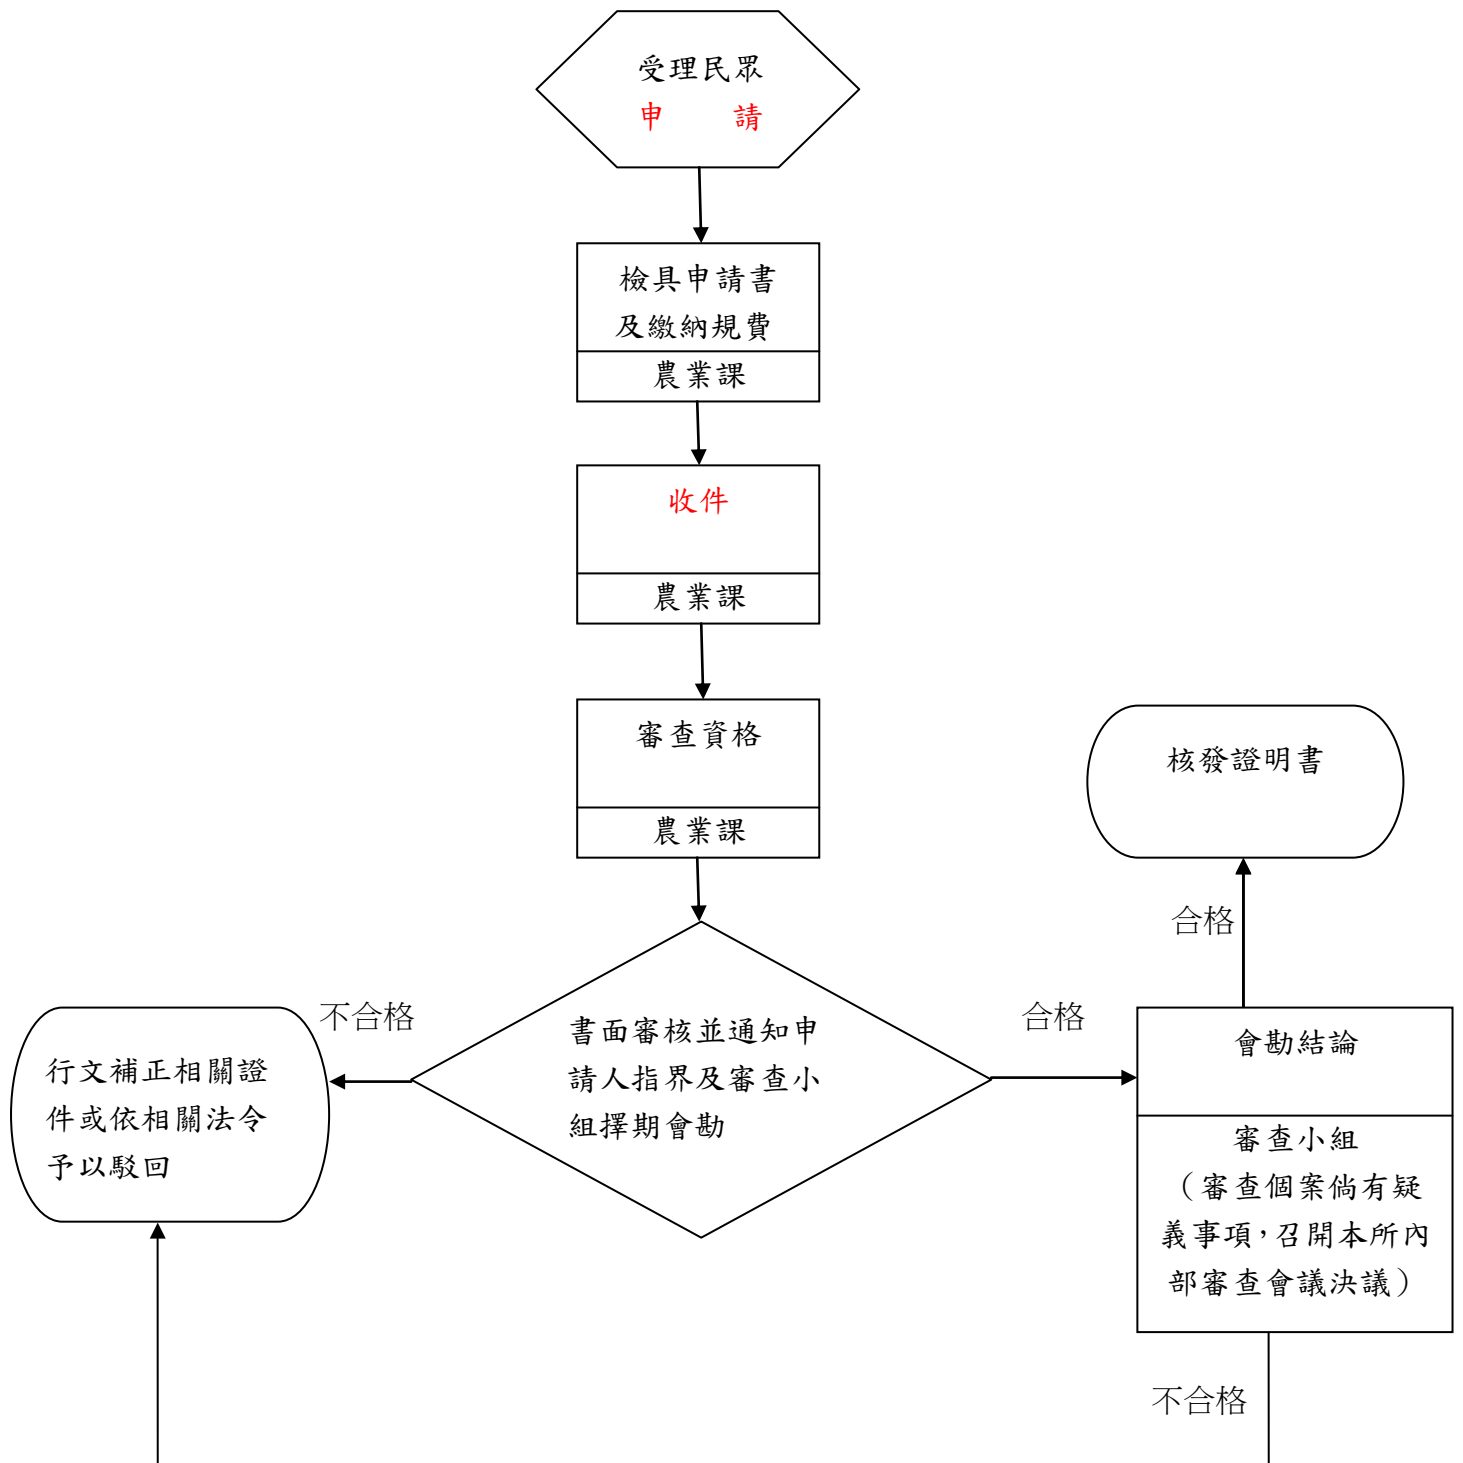 受理民眾
申　　請
檢具申請書
及繳納規費
農業課
收件
農業課
審查資格
農業課
核發證明書
合格
不合格
書面審核並通知申
請人指界及審查小
組擇期會勘
合格
會勘結論
行文補正相關證
件或依相關法令
予以駁回
審查小組
（審查個案倘有疑
義事項，召開本所內
部審查會議決議）
不合格